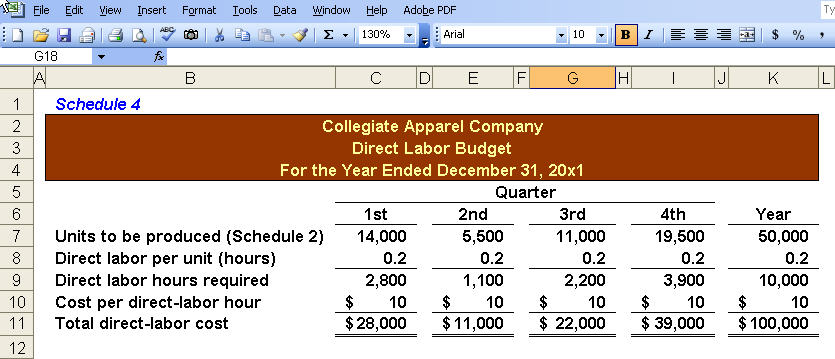 File Edit View Insert Format Tools Data Window Help Adobe PDF Ty
ABC Σ 130% Arial 10 B I $ % ,
G18 fx
A B C D E F G H I J K L
1 Schedule 4
2 Collegiate Apparel Company
3 Direct Labor Budget
4 For the Year Ended December 31, 20x1
5 Quarter
6 1st 2nd 3rd 4th Year
7 Units to be produced (Schedule 2) 14,000 5,500 11,000 19,500 50,000
8 Direct labor per unit (hours) 0.2 0.2 0.2 0.2 0.2
9 Direct labor hours required 2,800 1,100 2,200 3,900 10,000
10 Cost per direct-labor hour $ 10 $ 10 $ 10 $ 10 $ 10
11 Total direct-labor cost $28,000 $11,000 $ 22,000 $ 39,000 $100,000
12